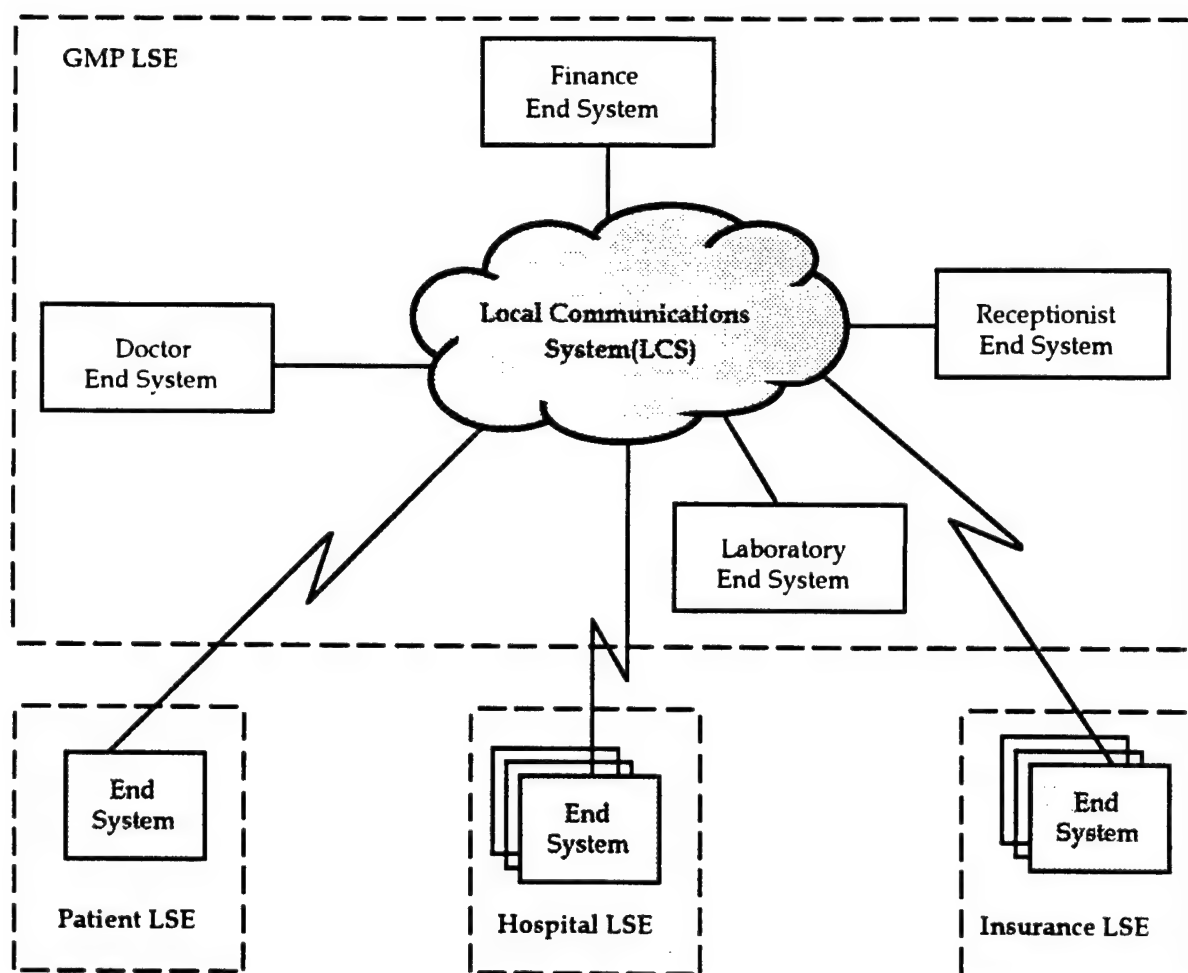 GMP LSE
Finance
End System
Local Communications
System(LCS)
Receptionist
End System
Doctor
End System
Laboratory
End System
End
System
Patient LSE
End
System
Hospital LSE
End
System
Insurance LSE